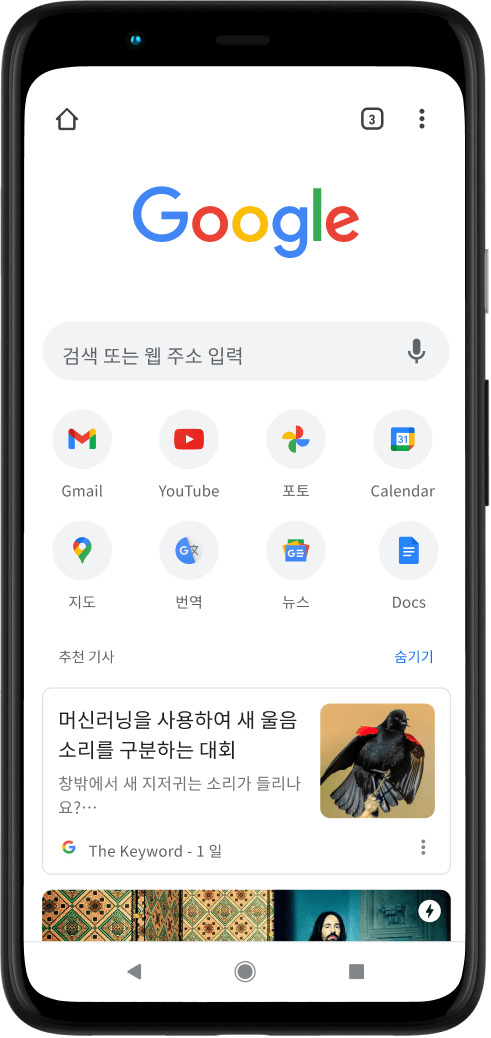 3
Google
검색 또는 웹 주소 입력
Gmail
YouTube
포토
Calendar
31
지도
번역
뉴스
Docs
추천 기사
숨기기
머신러닝을 사용하여 새 울음
소리를 구분하는 대회
창밖에서 새 지저귀는 소리가 들리나
요?…
The Keyword - 1 일